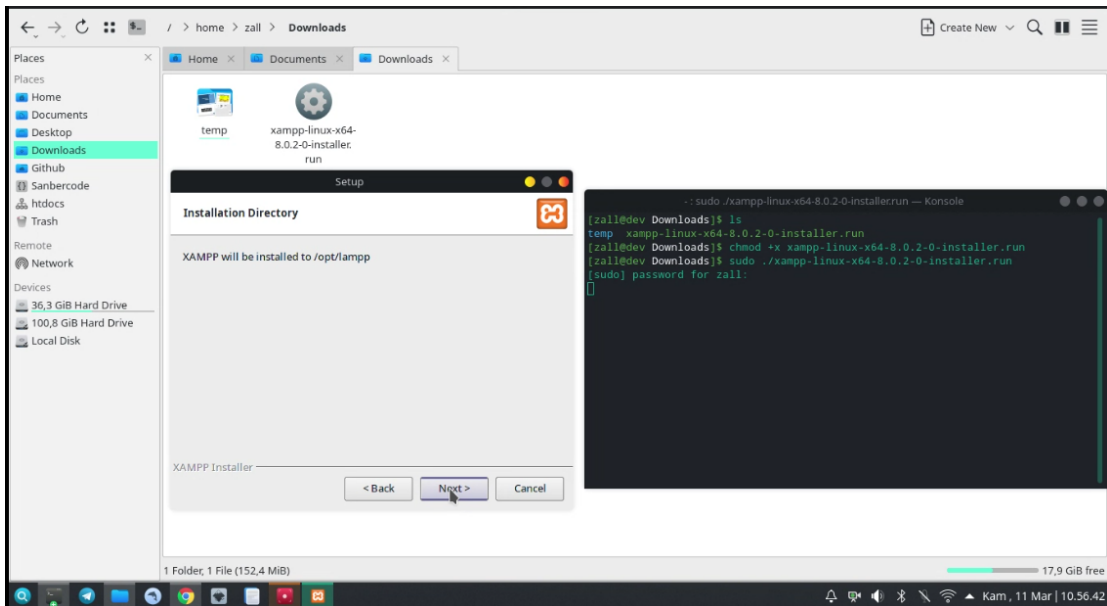 / > home > zall > Downloads
Create New
Places
Home
Documents
Downloads
Places
Home
Documents
Desktop
Downloads
Github
Sanbercode
htdocs
Trash
Remote
Network
Devices
36,3 GiB Hard Drive
100,8 GiB Hard Drive
Local Disk
temp
xampp-linux-x64-
8.0.2-0-installer.
run
Setup
Installation Directory
XAMPP will be installed to /opt/lampp
XAMPP Installer
< Back
Next >
Cancel
- : sudo ./xampp-linux-x64-8.0.2-0-installer.run — Konsole
[zall@dev Downloads]$ ls
temp  xampp-linux-x64-8.0.2-0-installer.run
[zall@dev Downloads]$ chmod +x xampp-linux-x64-8.0.2-0-installer.run
[zall@dev Downloads]$ sudo ./xampp-linux-x64-8.0.2-0-installer.run
[sudo] password for zall:
1 Folder, 1 File (152,4 MiB)
17,9 GiB free
Kam , 11 Mar | 10.56.42